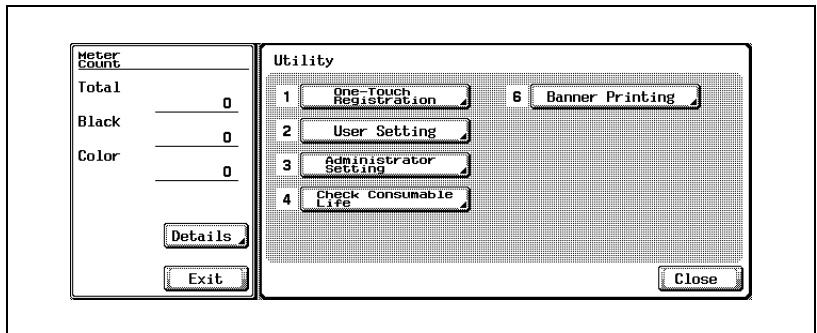 Meter
Count
Total
0
Black
0
Color
0
Details
Exit
Utility
1 One-Touch
Registration
2 User Setting
3 Administrator
Setting
4 Check Consumable
Life
6 Banner Printing
Close